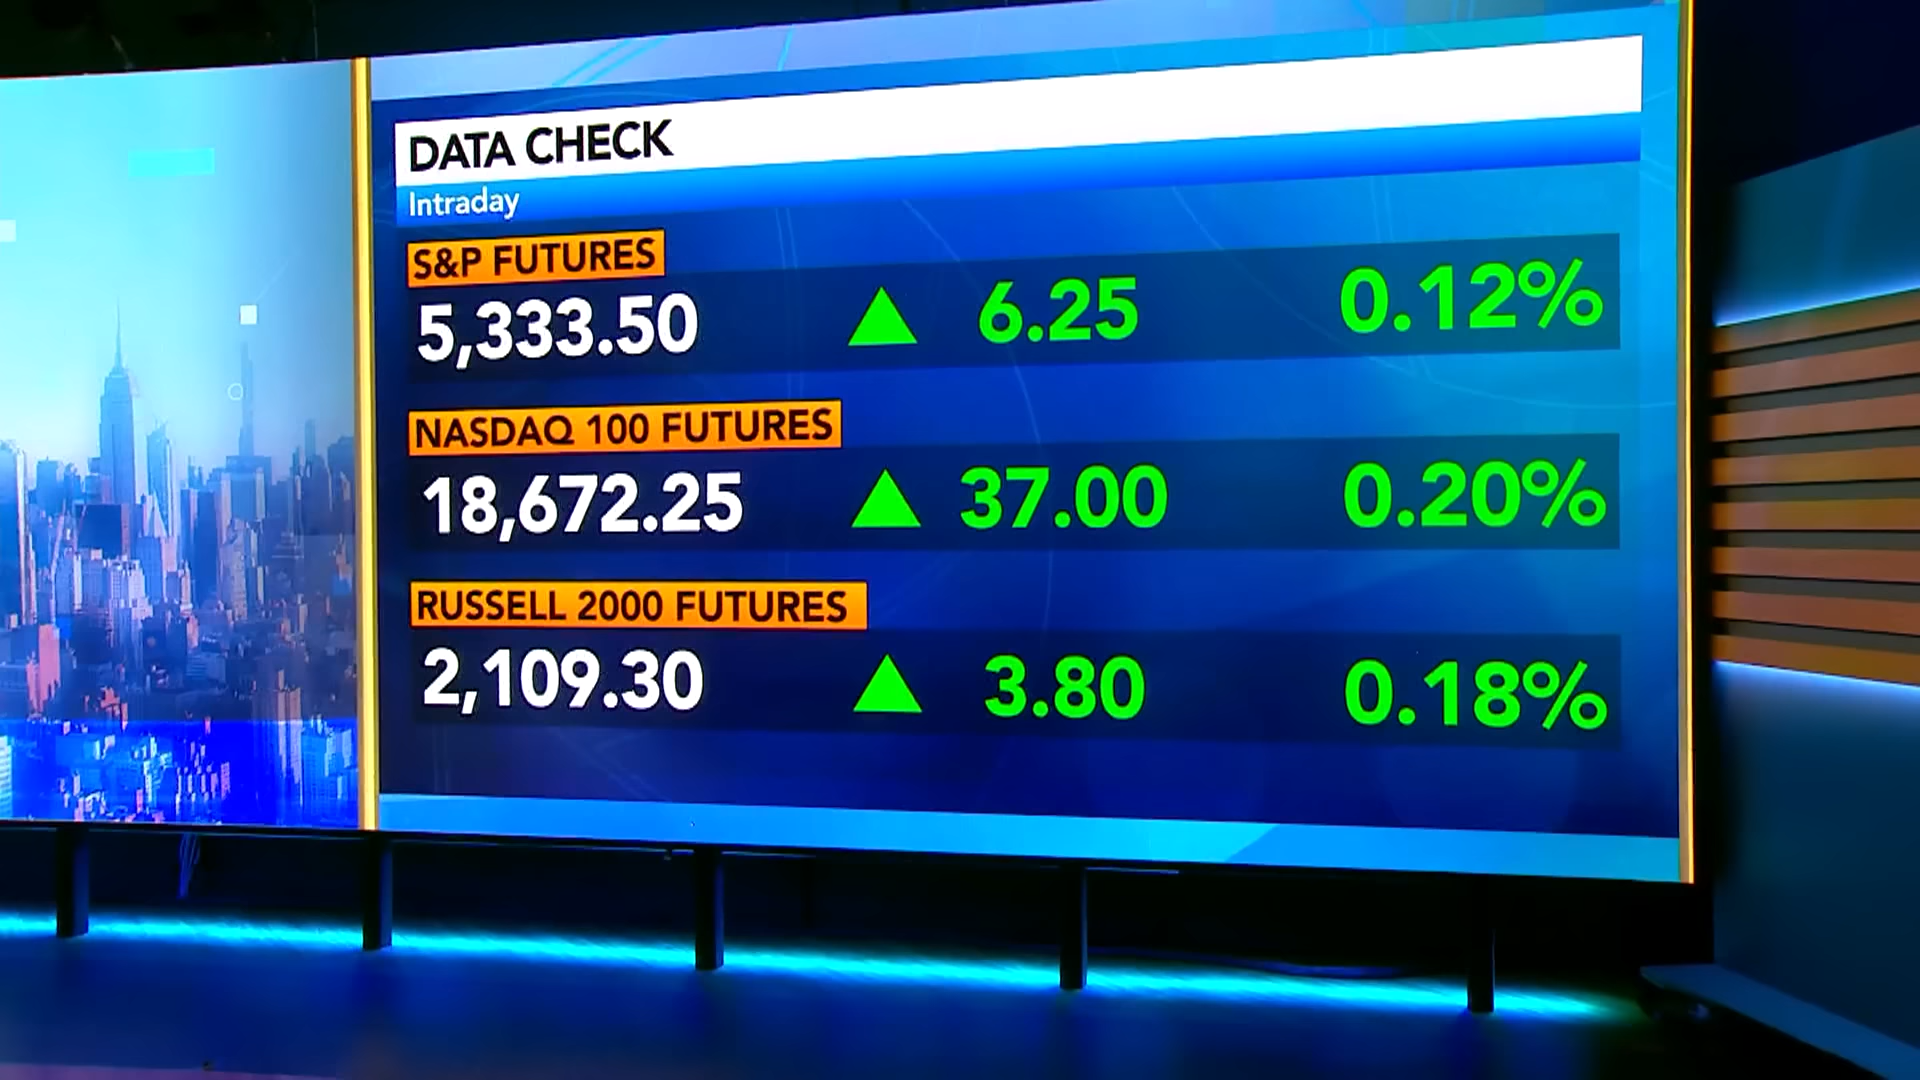 DATA CHECK
Intraday
S&P FUTURES
5,333.50 ▲ 6.25 0.12%
NASDAQ 100 FUTURES
18,672.25 ▲ 37.00 0.20%
RUSSELL 2000 FUTURES
2,109.30 ▲ 3.80 0.18%